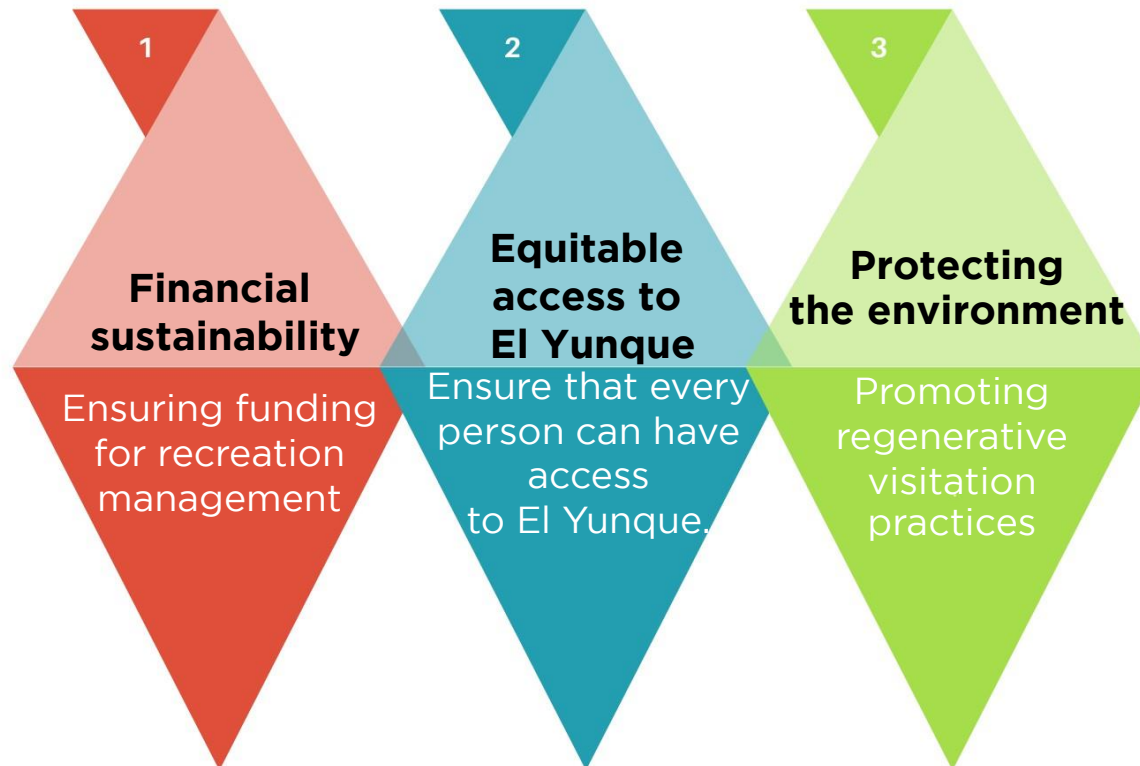 1
Financial
sustainability
Ensuring funding
for recreation
management
2
Equitable
access to
El Yunque
Ensure that every
person can have
access
to El Yunque.
3
Protecting
the environment
Promoting
regenerative
visitation
practices